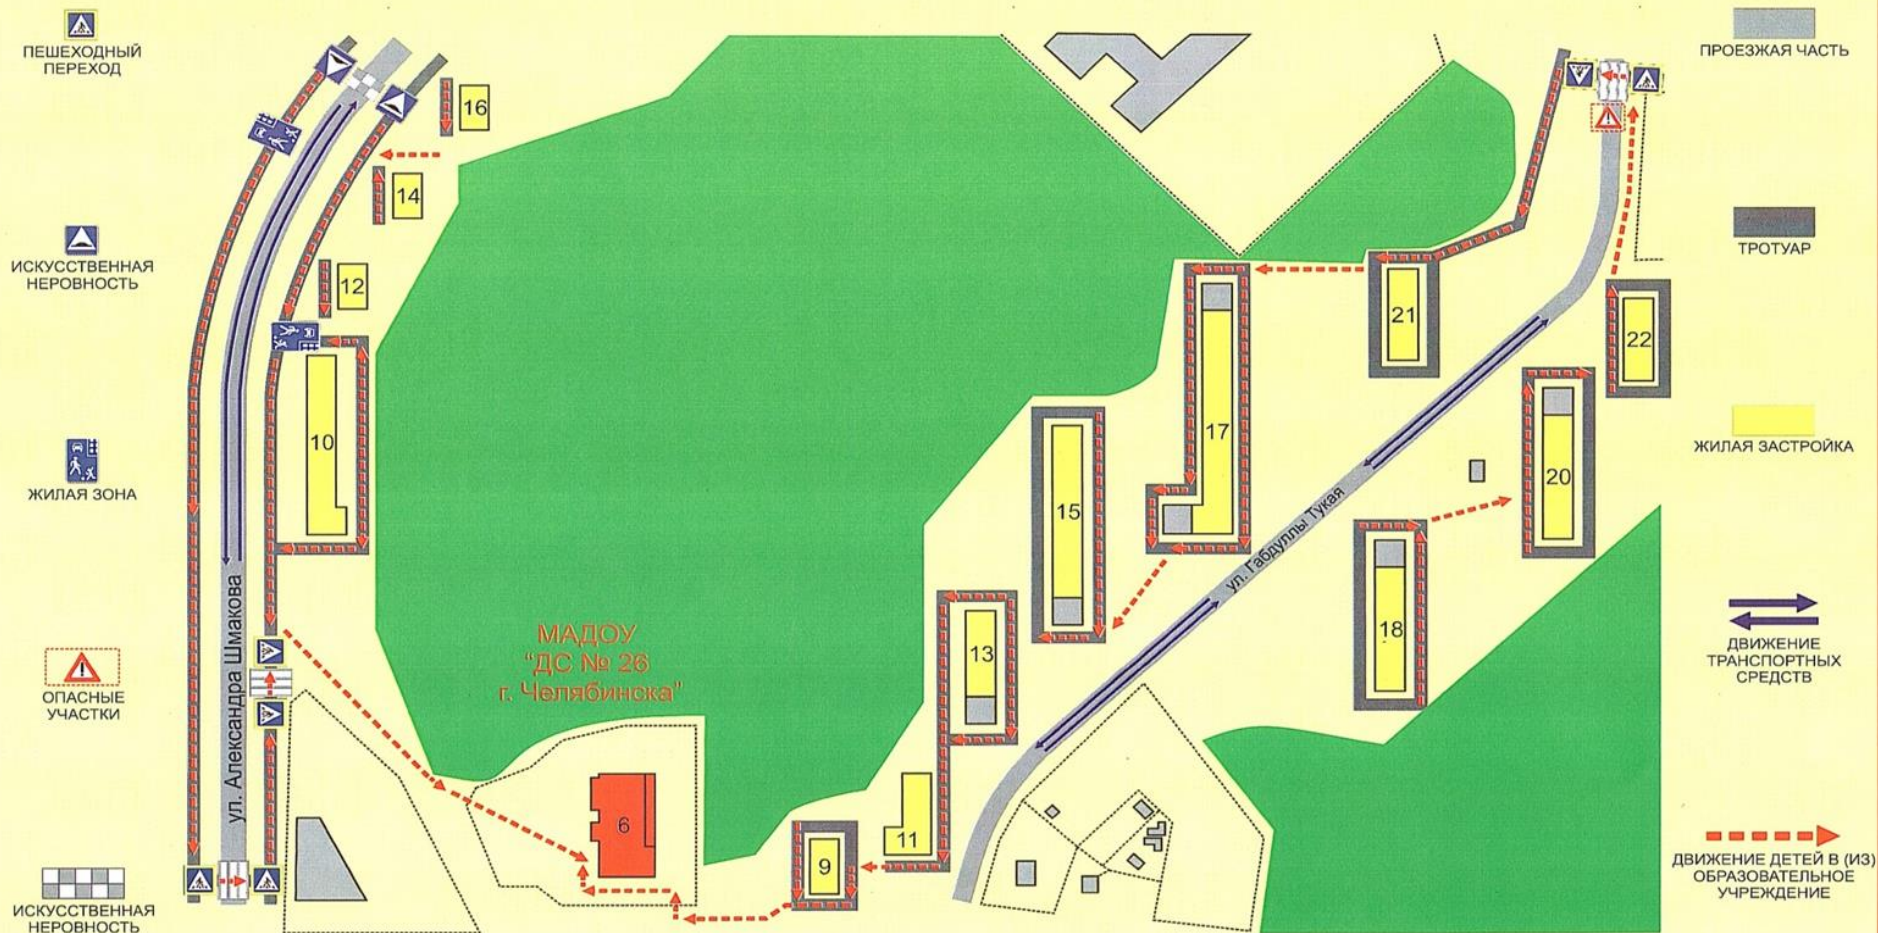 ПЕШЕХОДНЫЙ
ПЕРЕХОД
ИСКУССТВЕННАЯ
НЕРОВНОСТЬ
ЖИЛАЯ ЗОНА
ОПАСНЫЕ
УЧАСТКИ
ИСКУССТВЕННАЯ
НЕРОВНОСТЬ
16
14
12
10
ул. Александра Шмакова
МАДОУ
"ДС № 26
г. Челябинска"
6
9
11
13
15
17
21
22
20
18
ул. Габдуллы Тукая
ПРОЕЗЖАЯ ЧАСТЬ
ТРОТУАР
ЖИЛАЯ ЗАСТРОЙКА
ДВИЖЕНИЕ
ТРАНСПОРТНЫХ
СРЕДСТВ
ДВИЖЕНИЕ ДЕТЕЙ В (ИЗ)
ОБРАЗОВАТЕЛЬНОЕ
УЧРЕЖДЕНИЕ